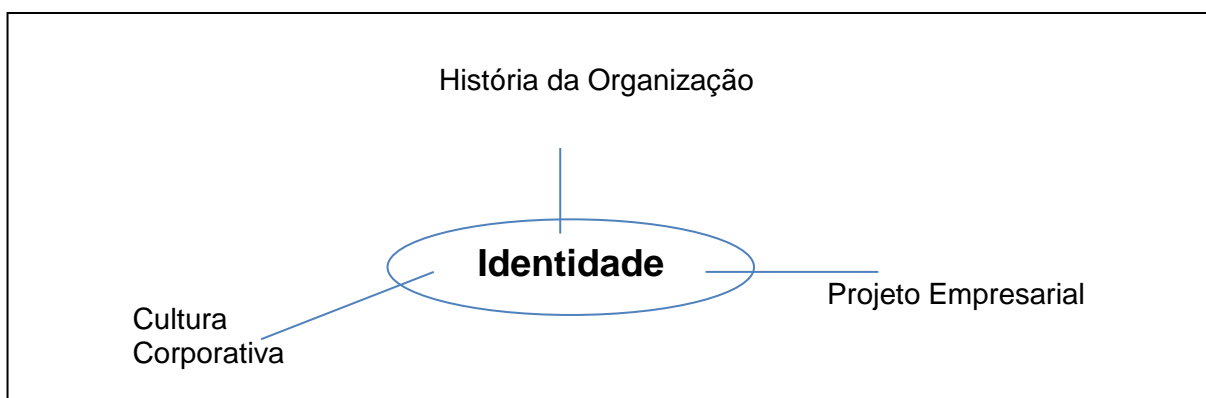 História da Organização
Identidade
Projeto Empresarial
Cultura
Corporativa